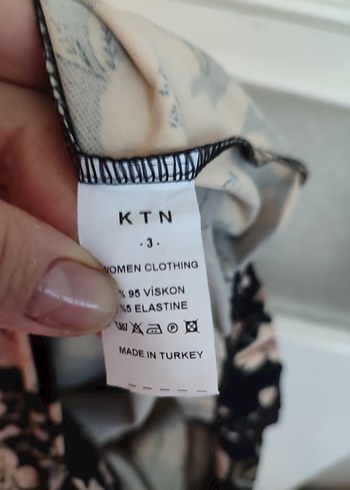 KTN
·3·
WOMEN CLOTHING
% 95 VİSKON
%5 ELASTINE
MADE IN TURKEY